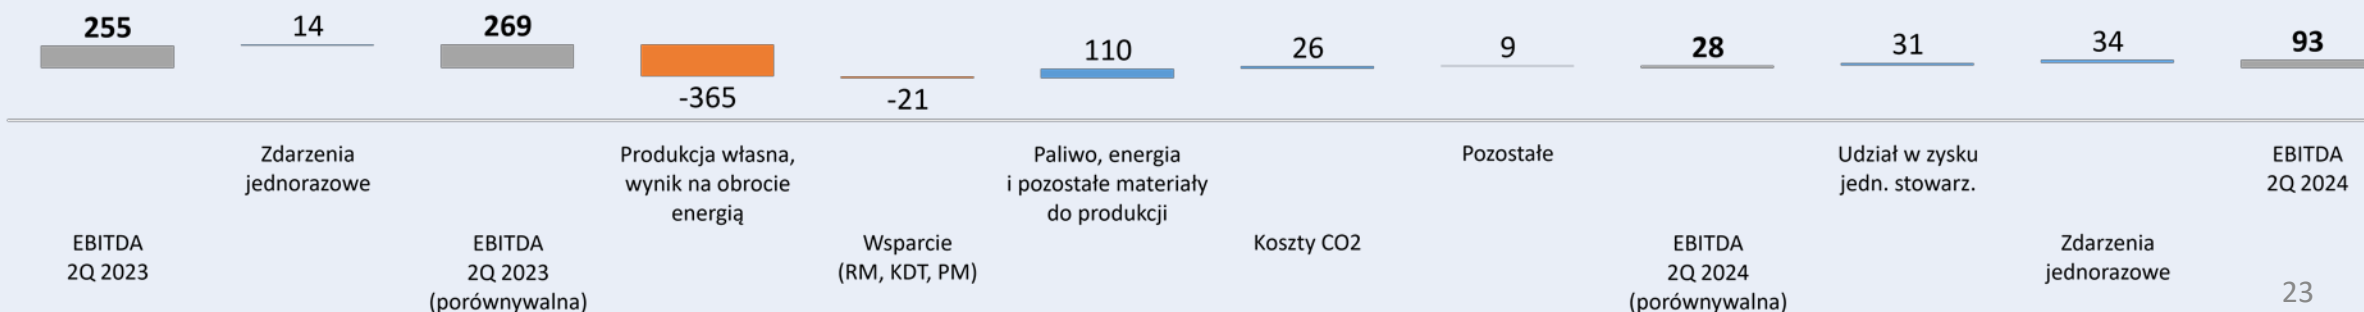 255
14
269
-365
-21
110
26
9
28
31
34
93
EBITDA
2Q 2023
Zdarzenia
jednorazowe
EBITDA
2Q 2023
(porównywalna)
Produkcja własna,
wynik na obrocie
energią
Wsparcie
(RM, KDT, PM)
Paliwo, energia
i pozostałe materiały
do produkcji
Koszty CO2
Pozostałe
EBITDA
2Q 2024
(porównywalna)
Udział w zysku
jedn. stowarz.
Zdarzenia
jednorazowe
EBITDA
2Q 2024
23